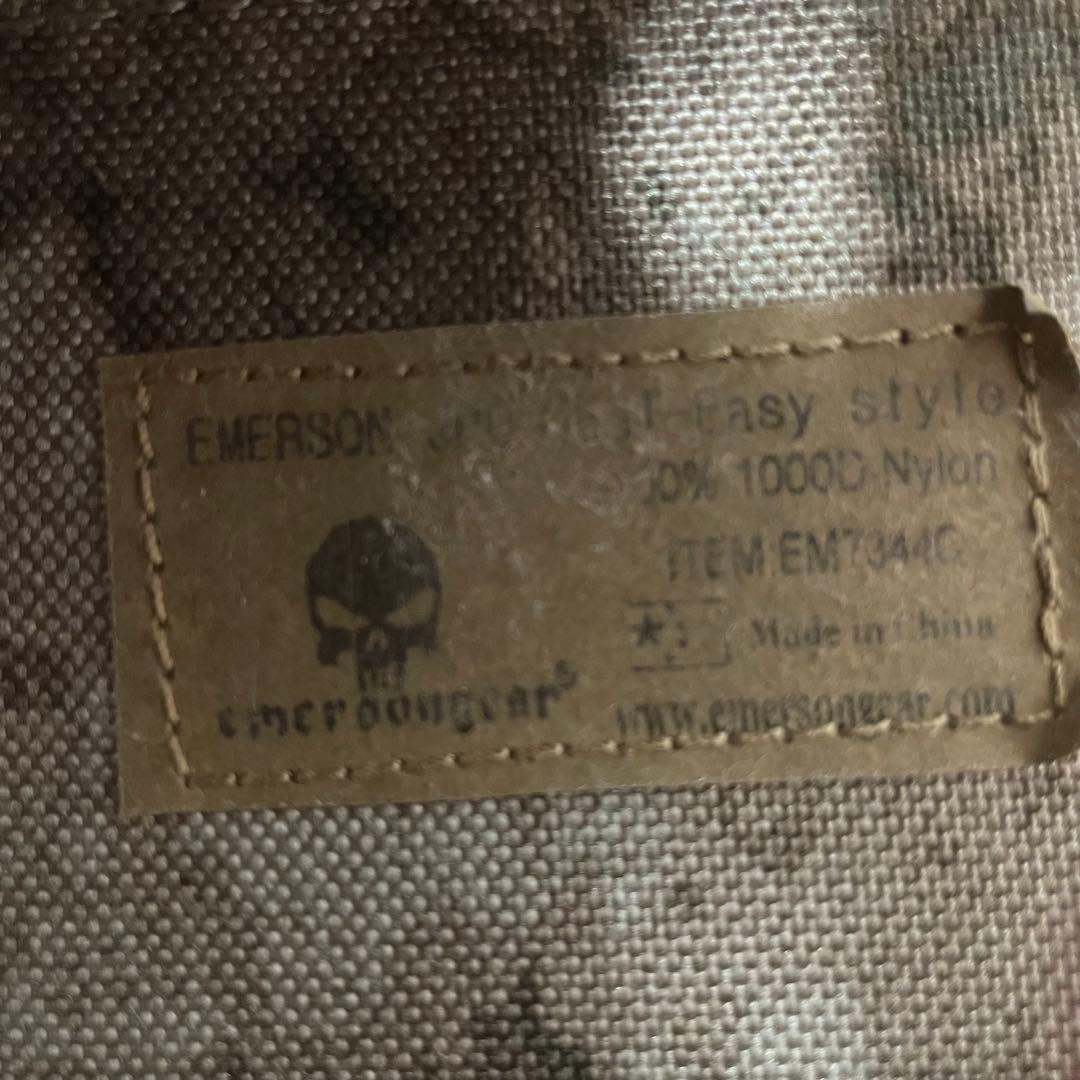 EMERSON Easy style
1000D Nylon
ITEM EM7344C
Made in China
emersongear
www.emersongear.com